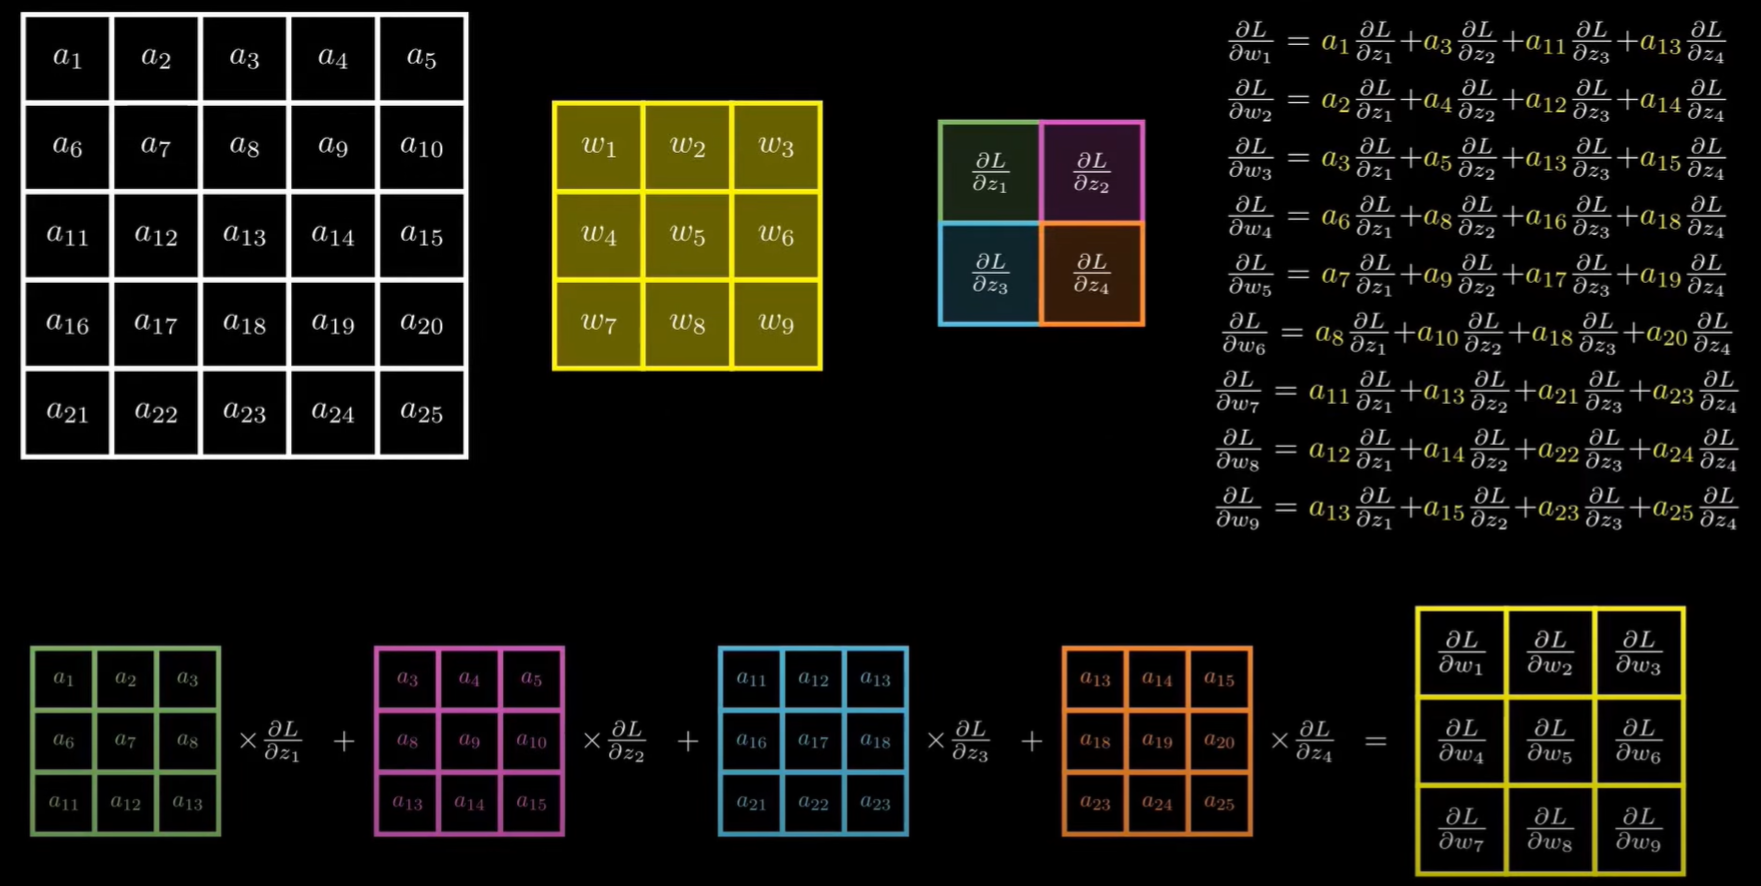 a₁ a₂ a₃ a₄ a₅
a₆ a₇ a₈ a₉ a₁₀
a₁₁ a₁₂ a₁₃ a₁₄ a₁₅
a₁₆ a₁₇ a₁₈ a₁₉ a₂₀
a₂₁ a₂₂ a₂₃ a₂₄ a₂₅
w₁ w₂ w₃
w₄ w₅ w₆
w₇ w₈ w₉
∂L/∂z₁ ∂L/∂z₂
∂L/∂z₃ ∂L/∂z₄
∂L/∂w₁ = a₁ ∂L/∂z₁ + a₃ ∂L/∂z₂ + a₁₁ ∂L/∂z₃ + a₁₃ ∂L/∂z₄
∂L/∂w₂ = a₂ ∂L/∂z₁ + a₄ ∂L/∂z₂ + a₁₂ ∂L/∂z₃ + a₁₄ ∂L/∂z₄
∂L/∂w₃ = a₃ ∂L/∂z₁ + a₅ ∂L/∂z₂ + a₁₃ ∂L/∂z₃ + a₁₅ ∂L/∂z₄
∂L/∂w₄ = a₆ ∂L/∂z₁ + a₈ ∂L/∂z₂ + a₁₆ ∂L/∂z₃ + a₁₈ ∂L/∂z₄
∂L/∂w₅ = a₇ ∂L/∂z₁ + a₉ ∂L/∂z₂ + a₁₇ ∂L/∂z₃ + a₁₉ ∂L/∂z₄
∂L/∂w₆ = a₈ ∂L/∂z₁ + a₁₀ ∂L/∂z₂ + a₁₈ ∂L/∂z₃ + a₂₀ ∂L/∂z₄
∂L/∂w₇ = a₁₁ ∂L/∂z₁ + a₁₃ ∂L/∂z₂ + a₂₁ ∂L/∂z₃ + a₂₃ ∂L/∂z₄
∂L/∂w₈ = a₁₂ ∂L/∂z₁ + a₁₄ ∂L/∂z₂ + a₂₂ ∂L/∂z₃ + a₂₄ ∂L/∂z₄
∂L/∂w₉ = a₁₃ ∂L/∂z₁ + a₁₅ ∂L/∂z₂ + a₂₃ ∂L/∂z₃ + a₂₅ ∂L/∂z₄
a₁ a₂ a₃ a₃ a₄ a₅ a₁₁ a₁₂ a₁₃ a₁₃ a₁₄ a₁₅ ∂L/∂w₁ ∂L/∂w₂ ∂L/∂w₃
a₆ a₇ a₈ × ∂L/∂z₁ + a₈ a₉ a₁₀ × ∂L/∂z₂ + a₁₆ a₁₇ a₁₈ × ∂L/∂z₃ + a₁₈ a₁₉ a₂₀ × ∂L/∂z₄ = ∂L/∂w₄ ∂L/∂w₅ ∂L/∂w₆
a₁₁ a₁₂ a₁₃ a₁₃ a₁₄ a₁₅ a₂₁ a₂₂ a₂₃ a₂₃ a₂₄ a₂₅ ∂L/∂w₇ ∂L/∂w₈ ∂L/∂w₉